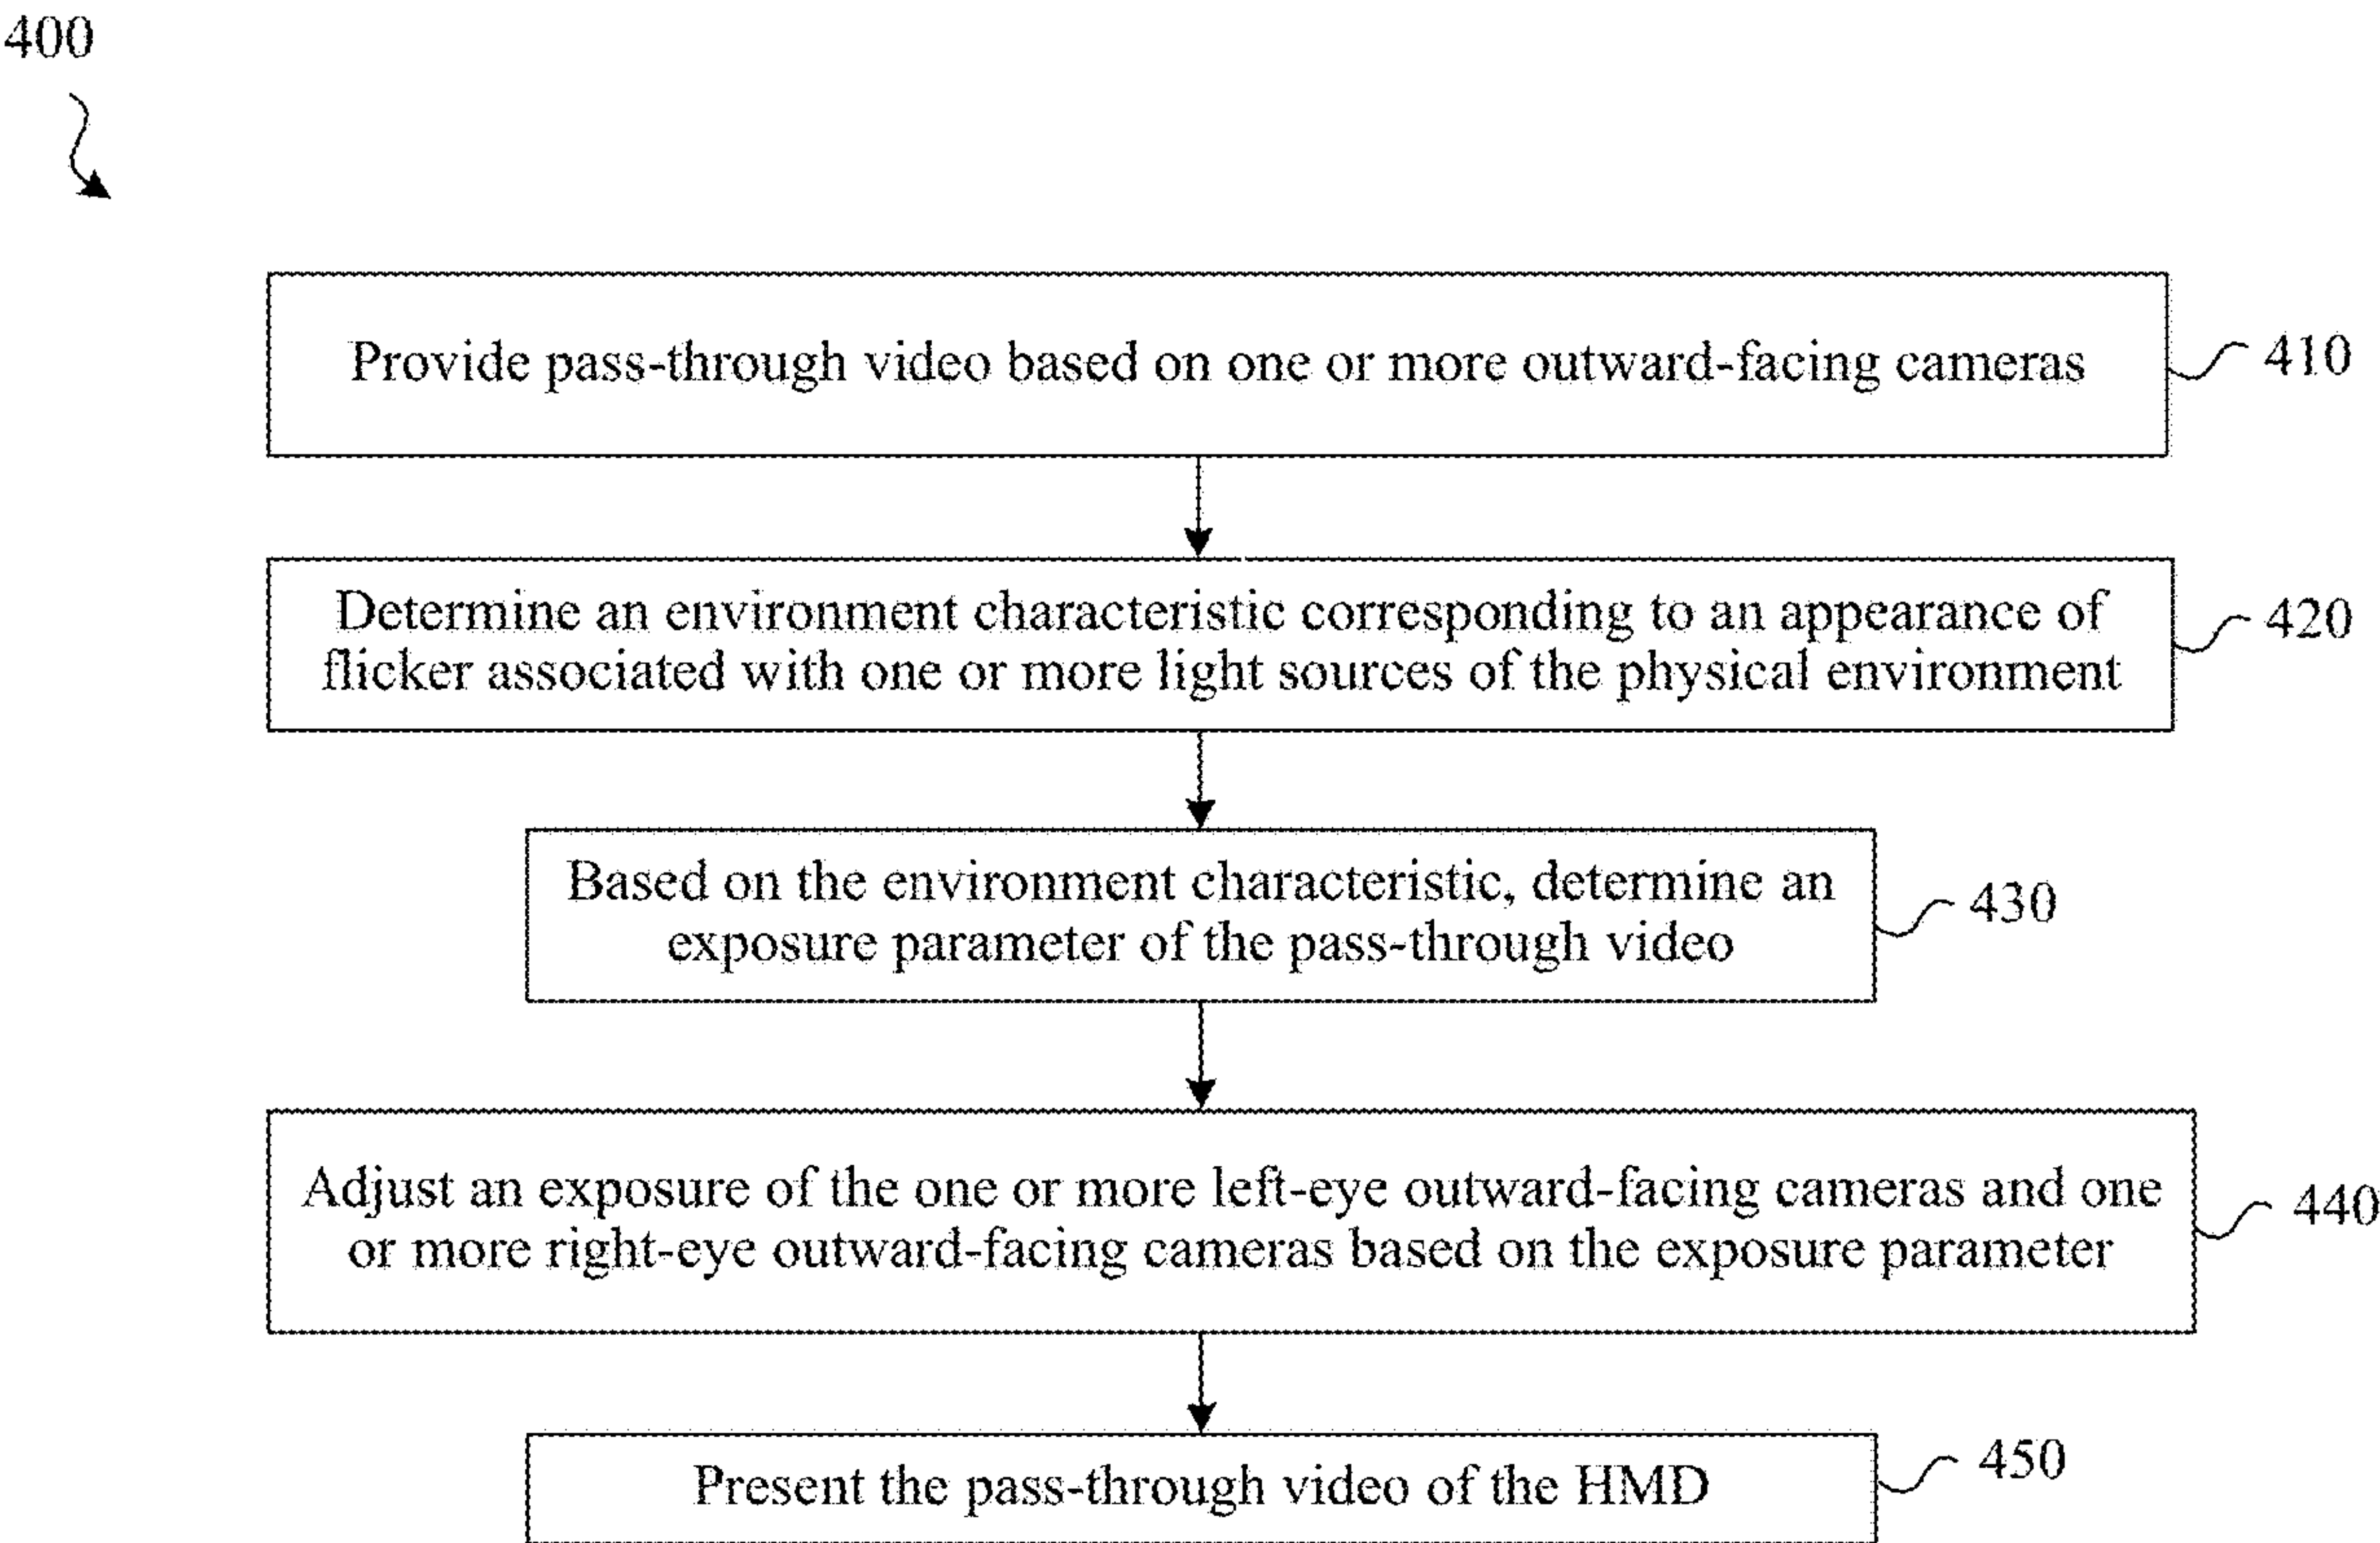 400
Provide pass-through video based on one or more outward-facing cameras
410
Determine an environment characteristic corresponding to an appearance of
flicker associated with one or more light sources of the physical environment
420
Based on the environment characteristic, determine an
exposure parameter of the pass-through video
430
Adjust an exposure of the one or more left-eye outward-facing cameras and one
or more right-eye outward-facing cameras based on the exposure parameter
440
Present the pass-through video of the HMD
450